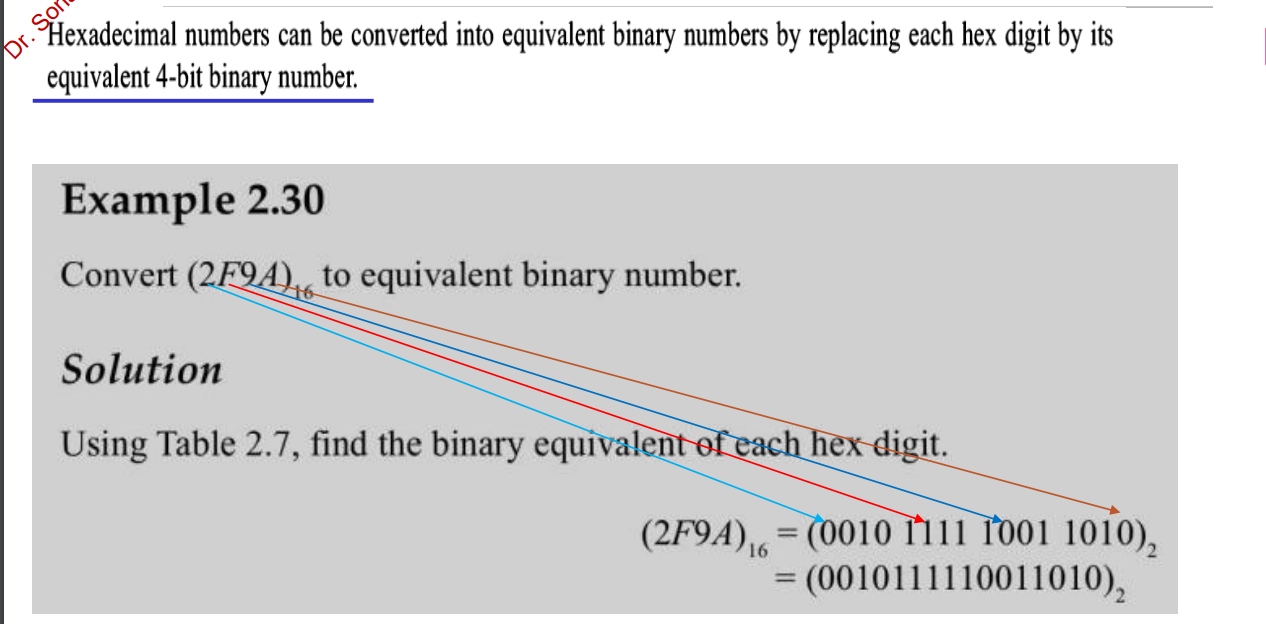 Dr. Son
Hexadecimal numbers can be converted into equivalent binary numbers by replacing each hex digit by its
equivalent 4-bit binary number.
Example 2.30
Convert (2F9A)₁₆ to equivalent binary number.
Solution
Using Table 2.7, find the binary equivalent of each hex digit.
(2F9A)₁₆ = (0010 1111 1001 1010)₂
= (0010111110011010)₂